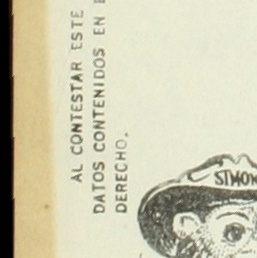 AL CONTESTAR ESTE
DATOS CONTENIDOS EN
DERECHO.